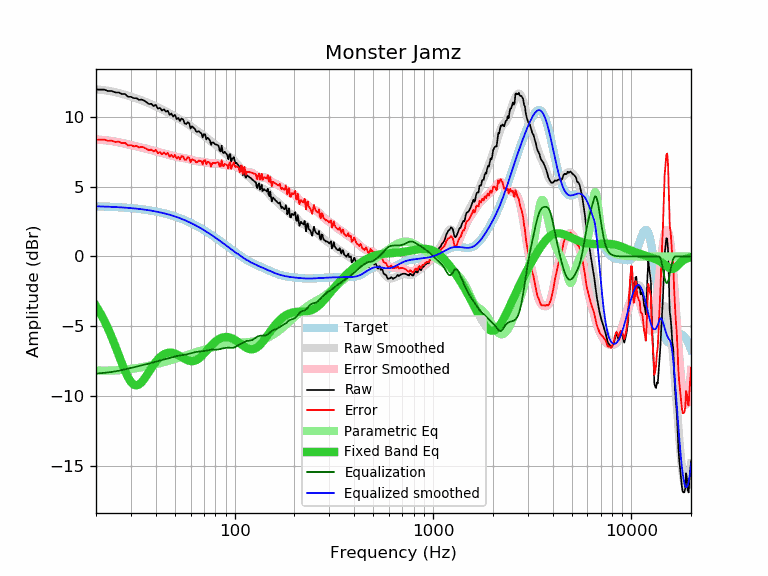 Monster Jamz
Amplitude (dBr)
10
5
0
−5
−10
−15
Target
Raw Smoothed
Error Smoothed
Raw
Error
Parametric Eq
Fixed Band Eq
Equalization
Equalized smoothed
100
1000
10000
Frequency (Hz)